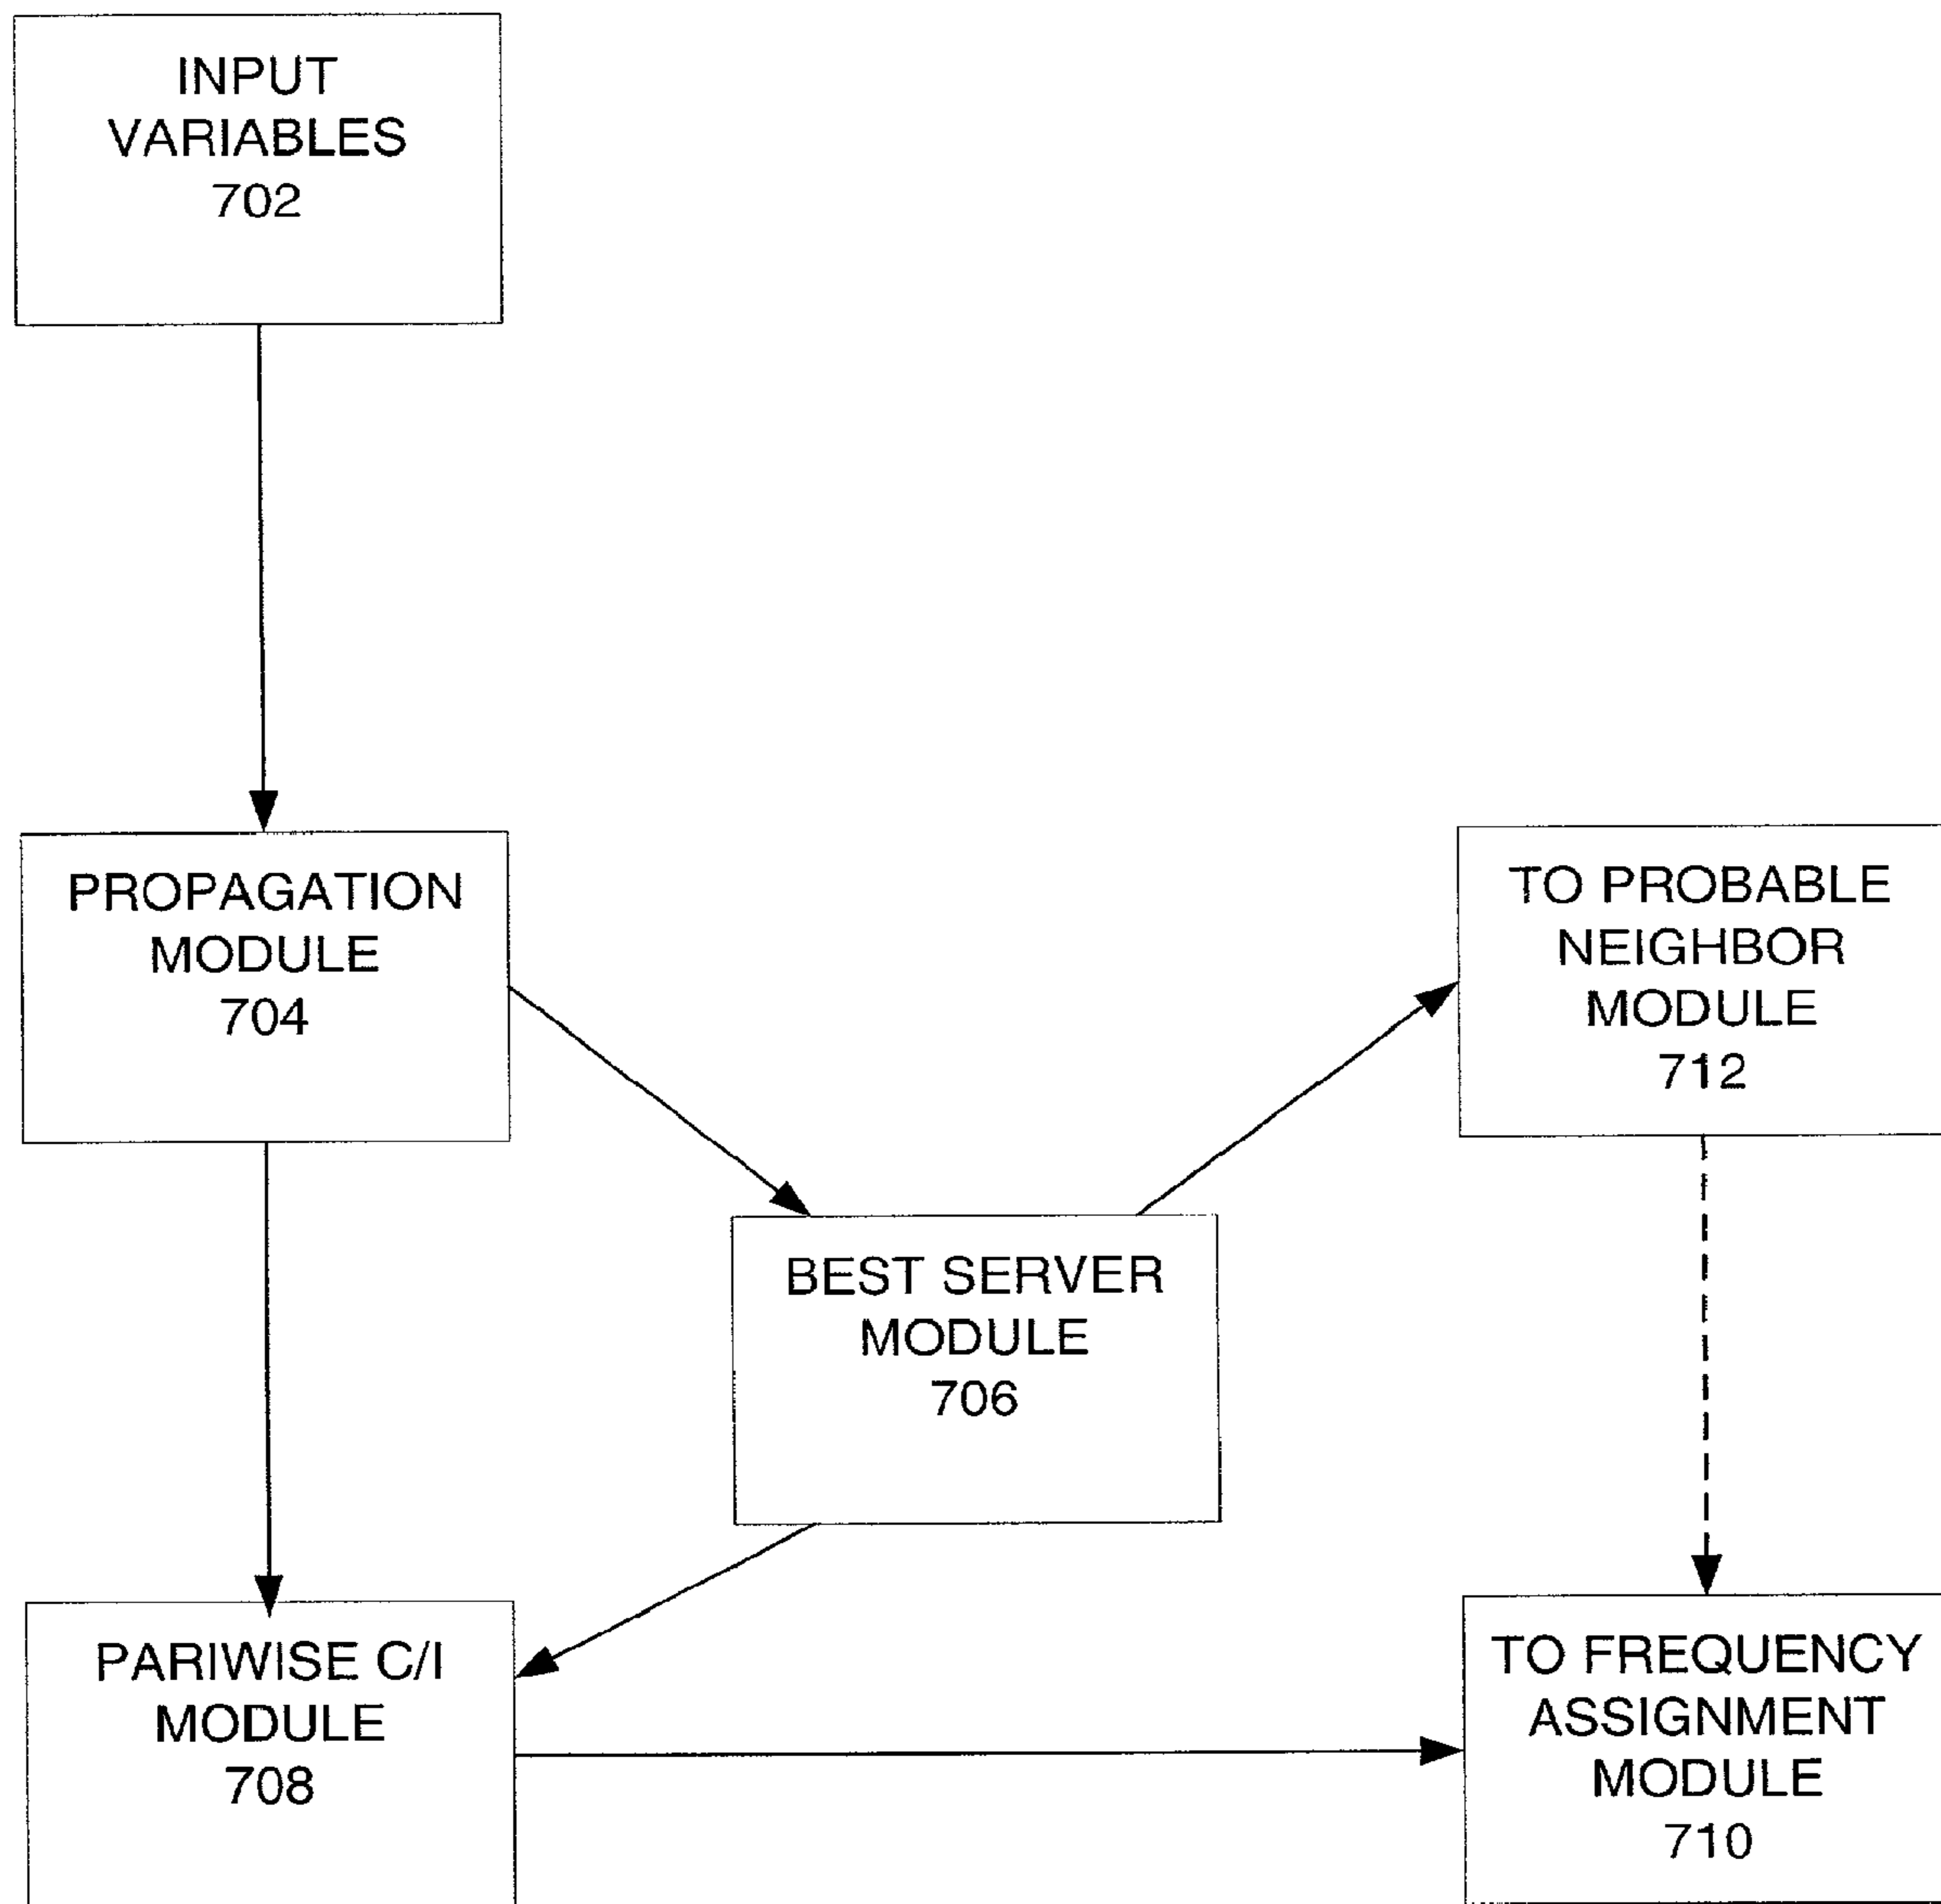 INPUT
VARIABLES
702
PROPAGATION
MODULE
704
TO PROBABLE
NEIGHBOR
MODULE
712
BEST SERVER
MODULE
706
PARIWISE C/I
MODULE
708
TO FREQUENCY
ASSIGNMENT
MODULE
710